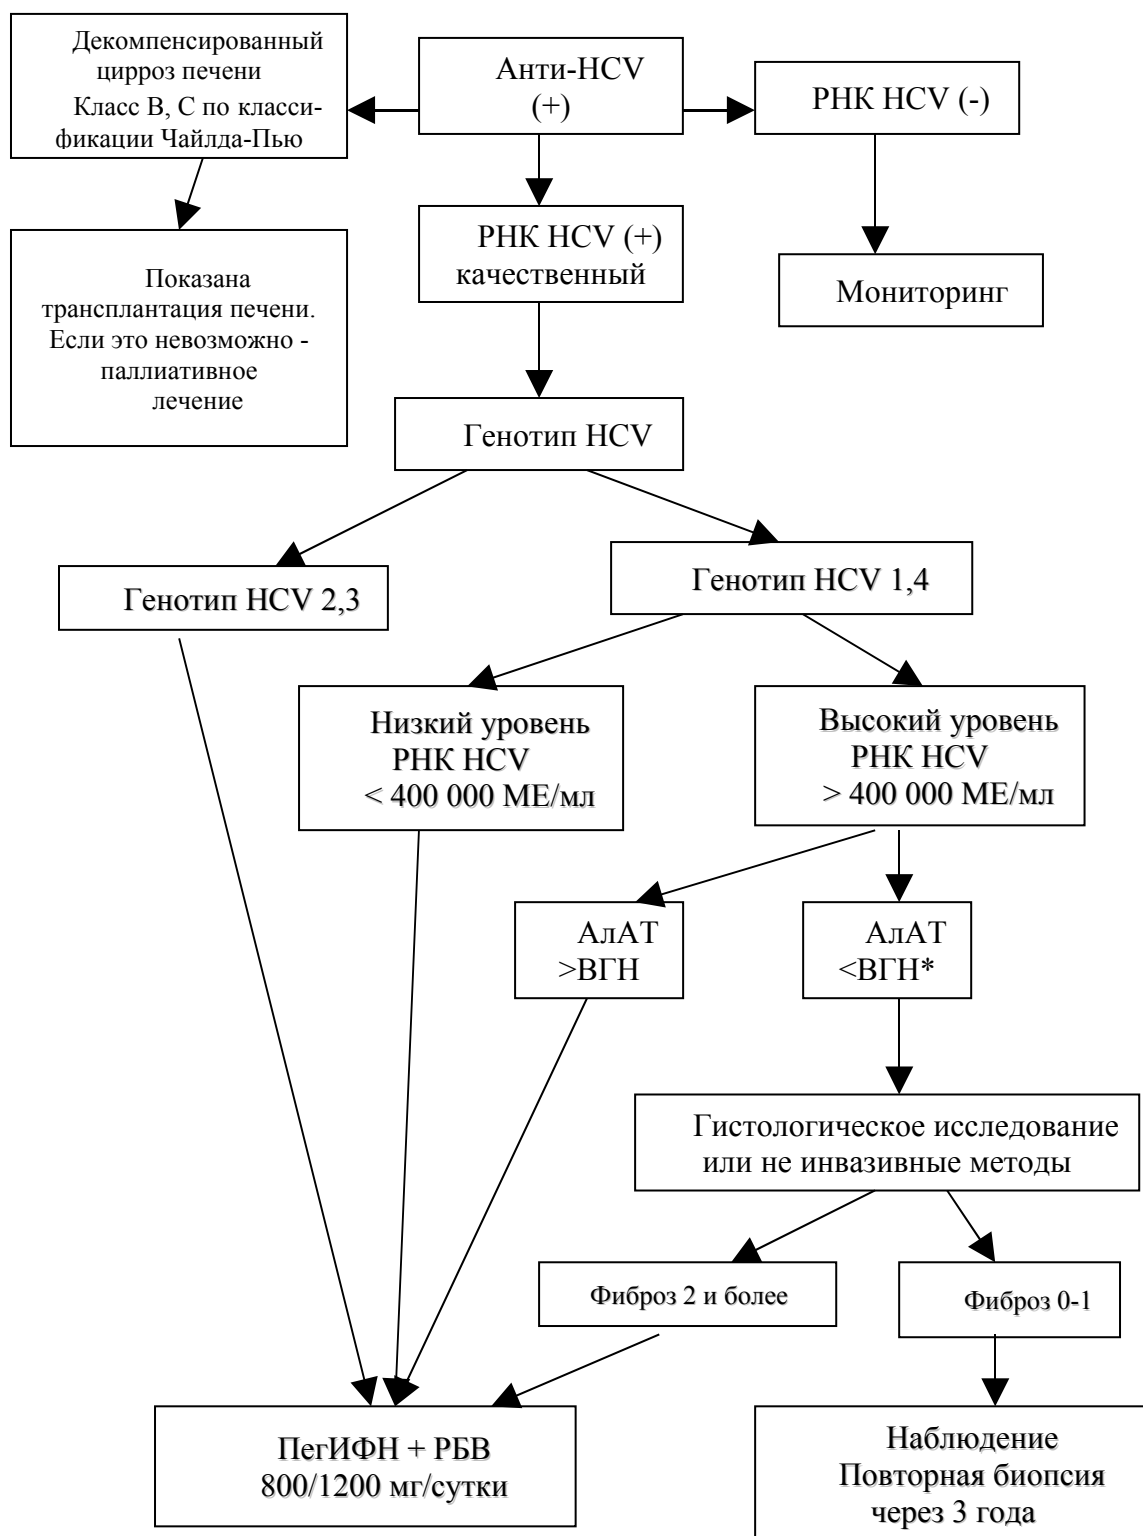 Декомпенсированный
цирроз печени
Класс В, С по класси-
фикации Чайлда-Пью
Анти-HCV
(+)
РНК HCV (-)
РНК HCV (+)
качественный
Показана
трансплантация печени.
Если это невозможно -
паллиативное
лечение
Мониторинг
Генотип HCV
Генотип HCV 2,3
Генотип HCV 1,4
Низкий уровень
РНК HCV
< 400 000 МЕ/мл
Высокий уровень
РНК HCV
> 400 000 МЕ/мл
АлАТ
>ВГН
АлАТ
<ВГН*
Гистологическое исследование
или не инвазивные методы
Фиброз 2 и более
Фиброз 0-1
ПегИФН + РБВ
800/1200 мг/сутки
Наблюдение
Повторная биопсия
через 3 года